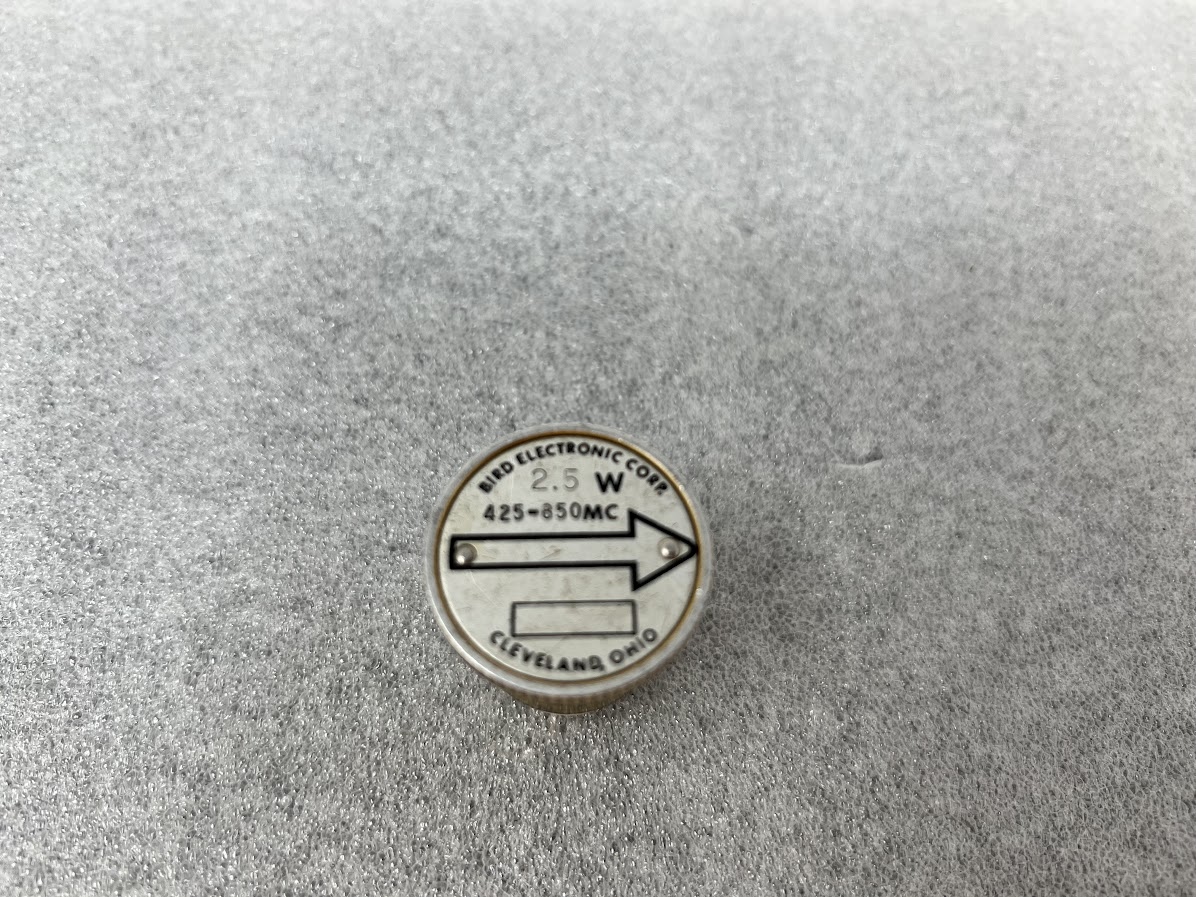 BIRD ELECTRONIC CORP.
2.5 W
425-850MC
CLEVELAND, OHIO